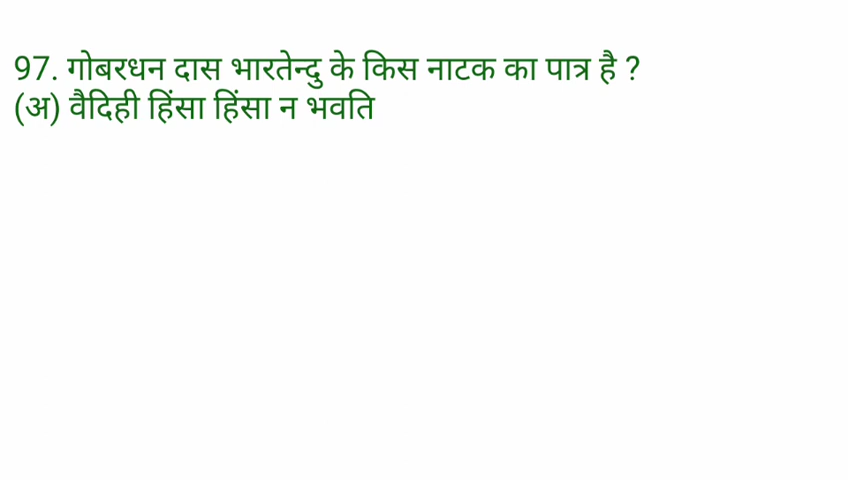 97. गोबरधन दास भारतेन्दु के किस नाटक का पात्र है ?
(अ) वैदिही हिंसा हिंसा न भवति